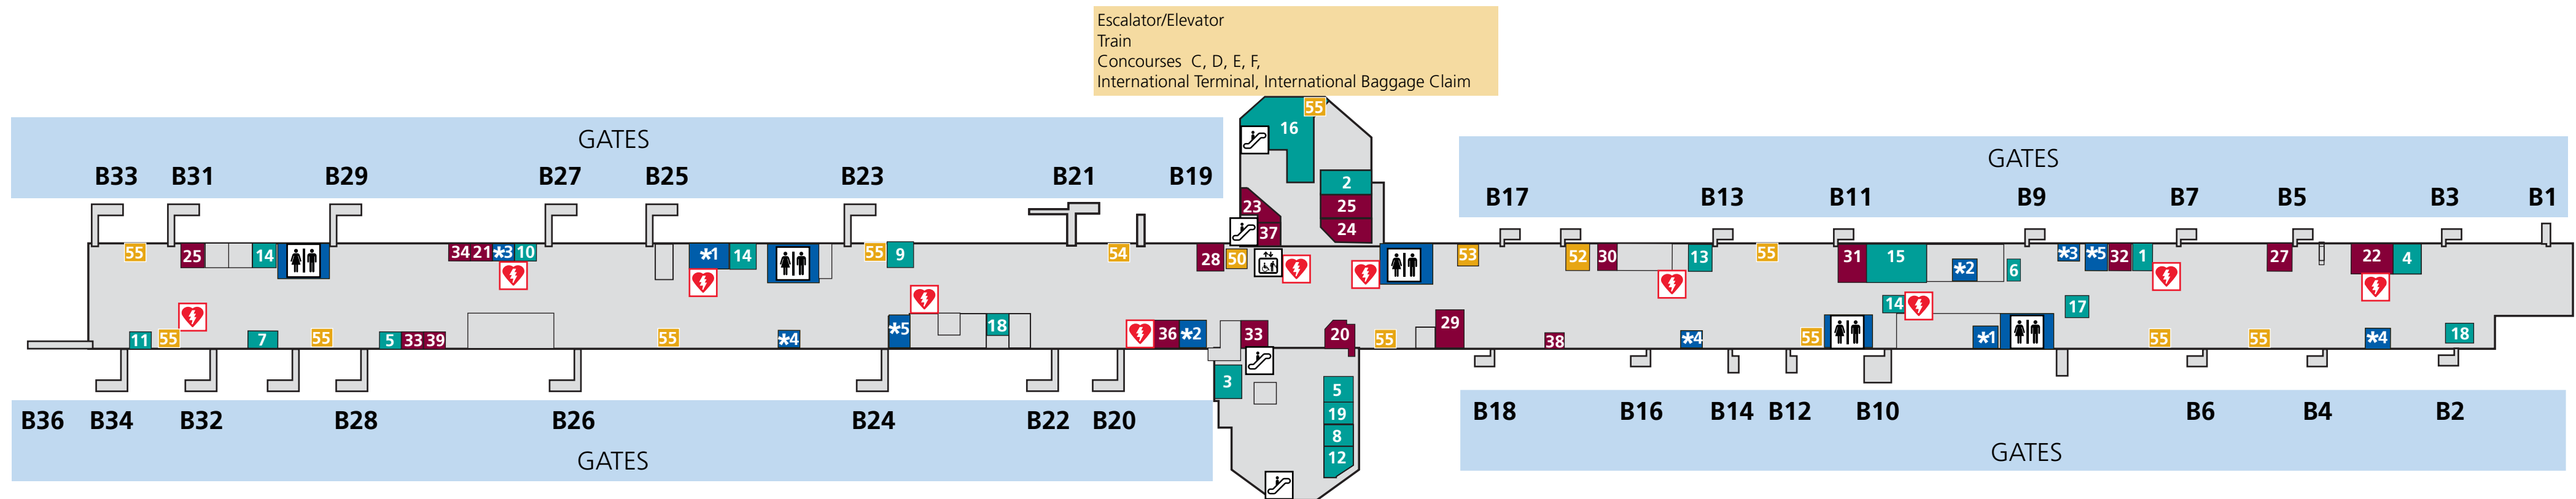 Escalator/Elevator
Train
Concourses C, D, E, F,
International Terminal, International Baggage Claim
GATES
B33 B31 B29 B27 B25 B23 B21 B19
GATES
B17 B13 B11 B9 B7 B5 B3 B1
55
16
2
25
24
23
37
55 25 14 34 21 *3 10 *1 14 55 9 54 28 50 53 52 30 13 55 31 15 *2 6 *3 *5 32 1 27 22 4
14 17
11 55 7 55 5 33 39 55 *4 *5 18 36 *2 33 20 55 29 38 *4 55 *1 55 55 *4 18
3
5
19
8
12
B36 B34 B32 B28 B26 B24 B22 B20
GATES
B18 B16 B14 B12 B10 B6 B4 B2
GATES